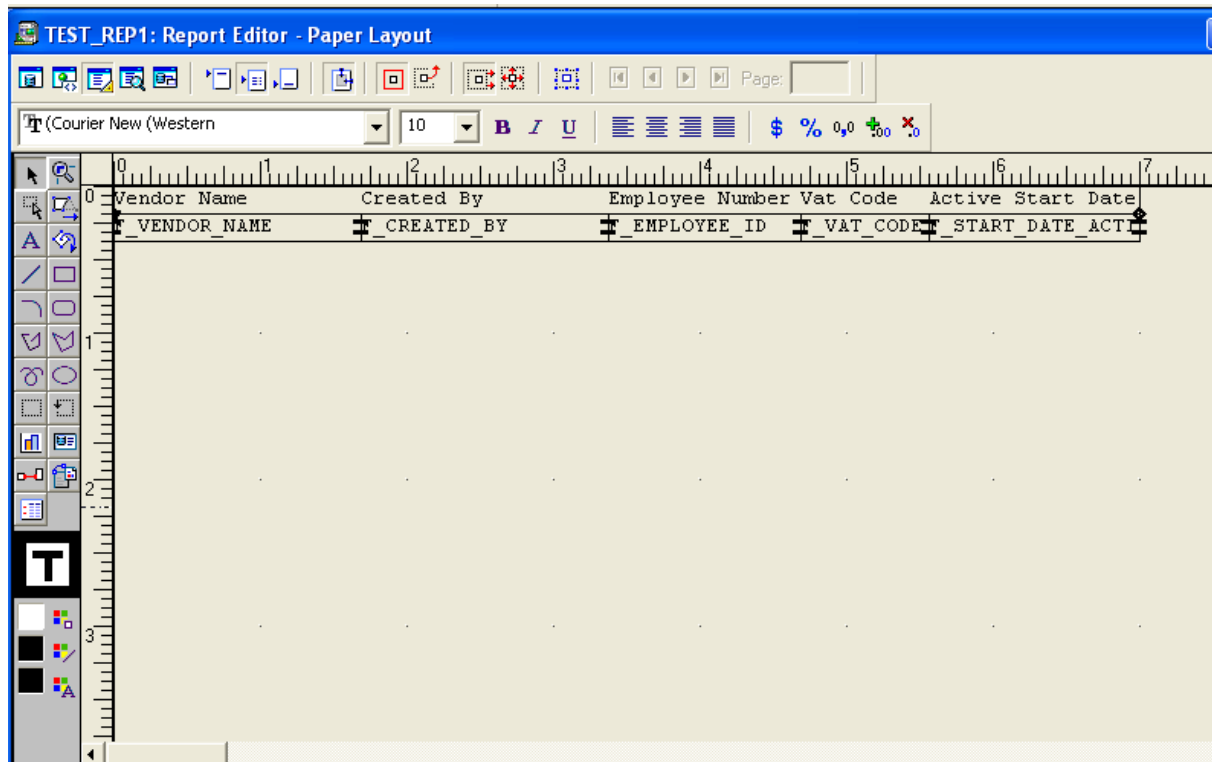 TEST_REP1: Report Editor - Paper Layout
Page:
(Courier New (Western 10 B I U $ % 0,0
0 1 2 3 4 5 6 7
0 Vendor Name Created By Employee Number Vat Code Active Start Date
F_VENDOR_NAME F_CREATED_BY F_EMPLOYEE_ID F_VAT_CODE F_START_DATE_ACTI
A
1
2
T
3